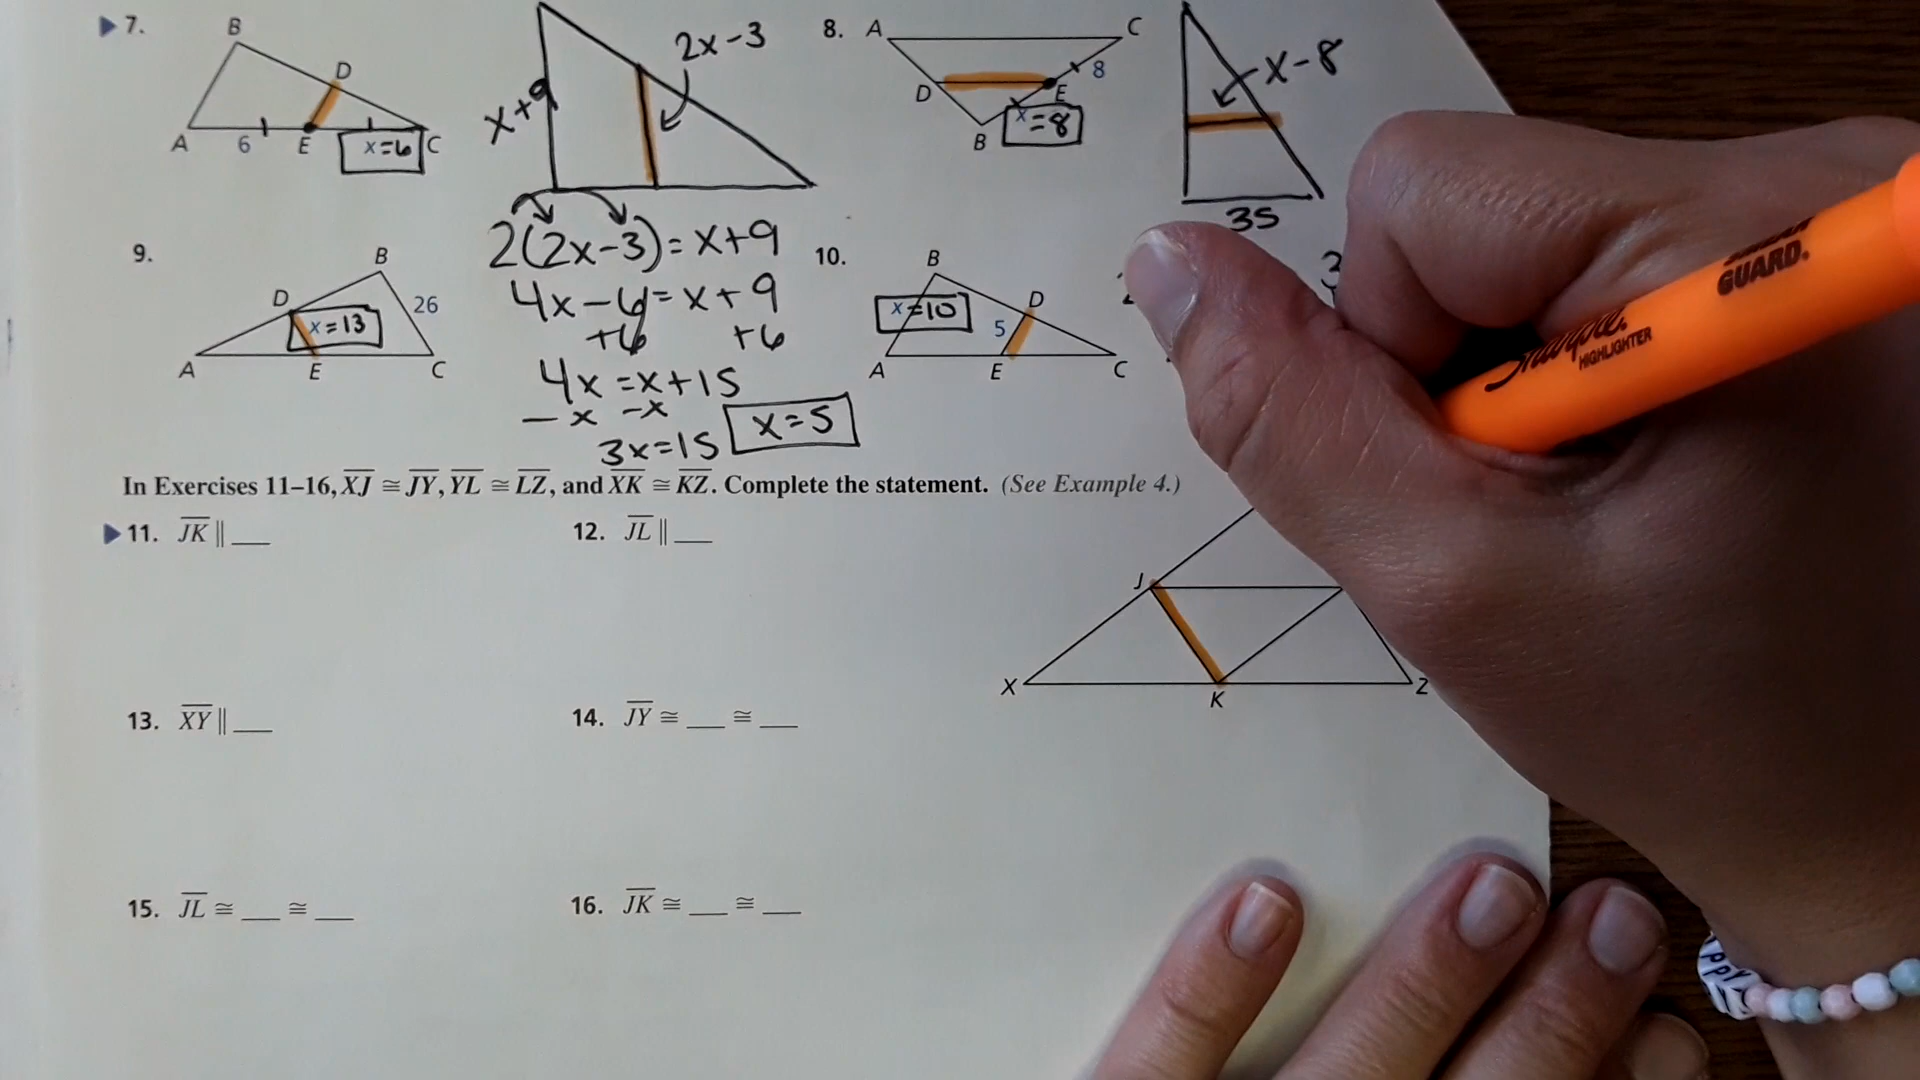 7.
B
D
A
6
E
x=6
C
x+9
2x-3
8. A
C
8
D
E
x=8
B
x-8
35
2(2x-3)=x+9
4x-6=x+9
+6 +6
4x=x+15
-x -x
3x=15
x=5
9.
B
D
26
x=13
A
E
C
10.
B
x=10
D
5
A
E
C
In Exercises 11–16, XJ ≅ JY, YL ≅ LZ, and XK ≅ KZ. Complete the statement. (See Example 4.)
11. JK ∥ ___
12. JL ∥ ___
J
X
K
Z
13. XY ∥ ___
14. JY ≅ ___ ≅ ___
15. JL ≅ ___ ≅ ___
16. JK ≅ ___ ≅ ___
GUARD.
Sharpie.
HIGHLIGHTER